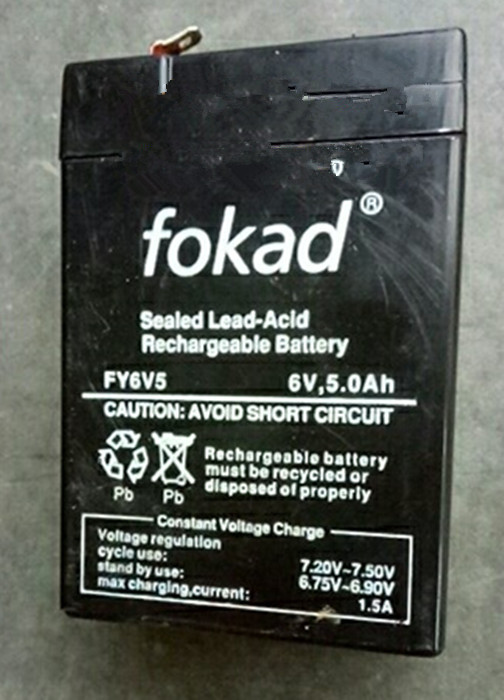 fokad®
Sealed Lead-Acid
Rechargeable Battery
FY6V5 6V,5.0Ah
CAUTION: AVOID SHORT CIRCUIT
Rechargeable battery
must be recycled or
disposed of properly
Pb Pb
Constant Voltage Charge
Voltage regulation
cycle use: 7.20V~7.50V
stand by use: 6.75V~6.90V
max charging,current: 1.5A